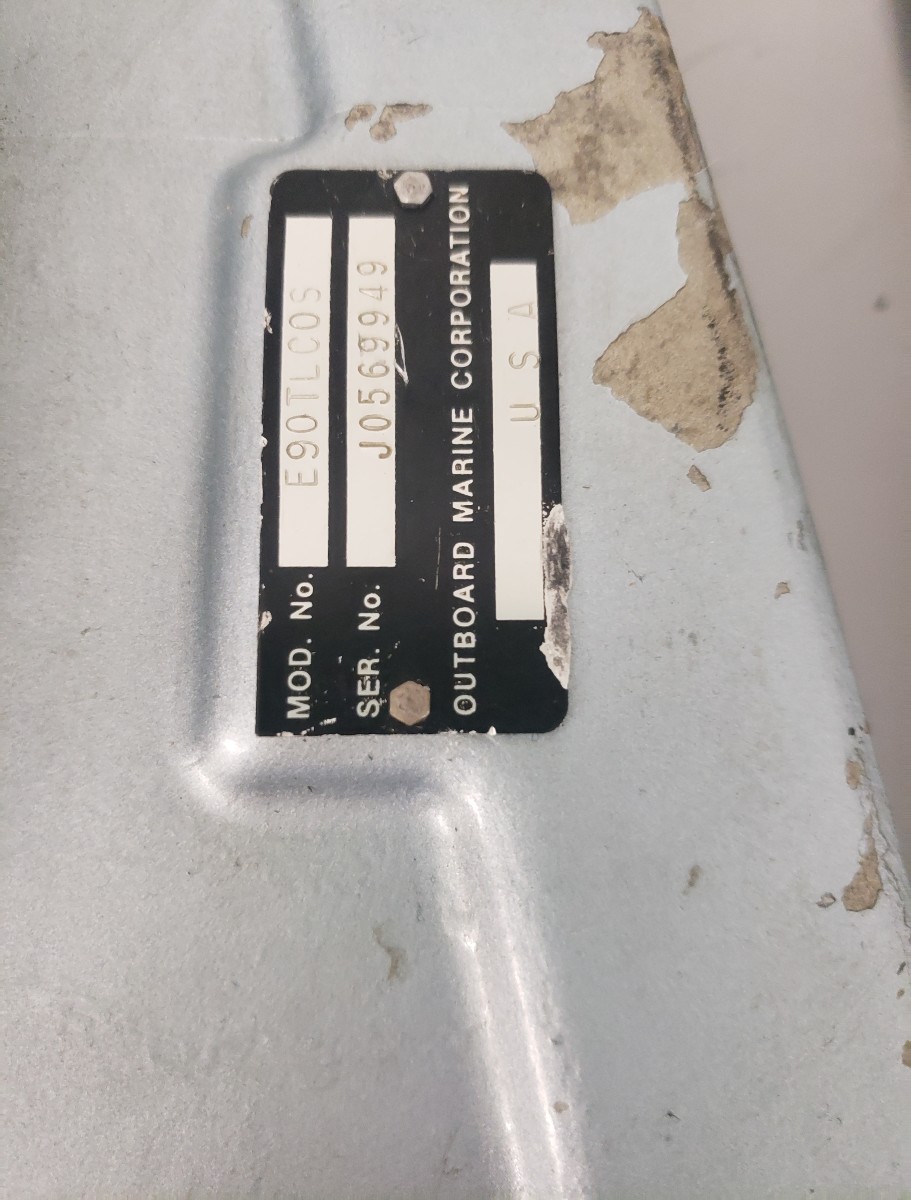 MOD. No. E90TLCOS
SER. No. J0569949
OUTBOARD MARINE CORPORATION
U S A